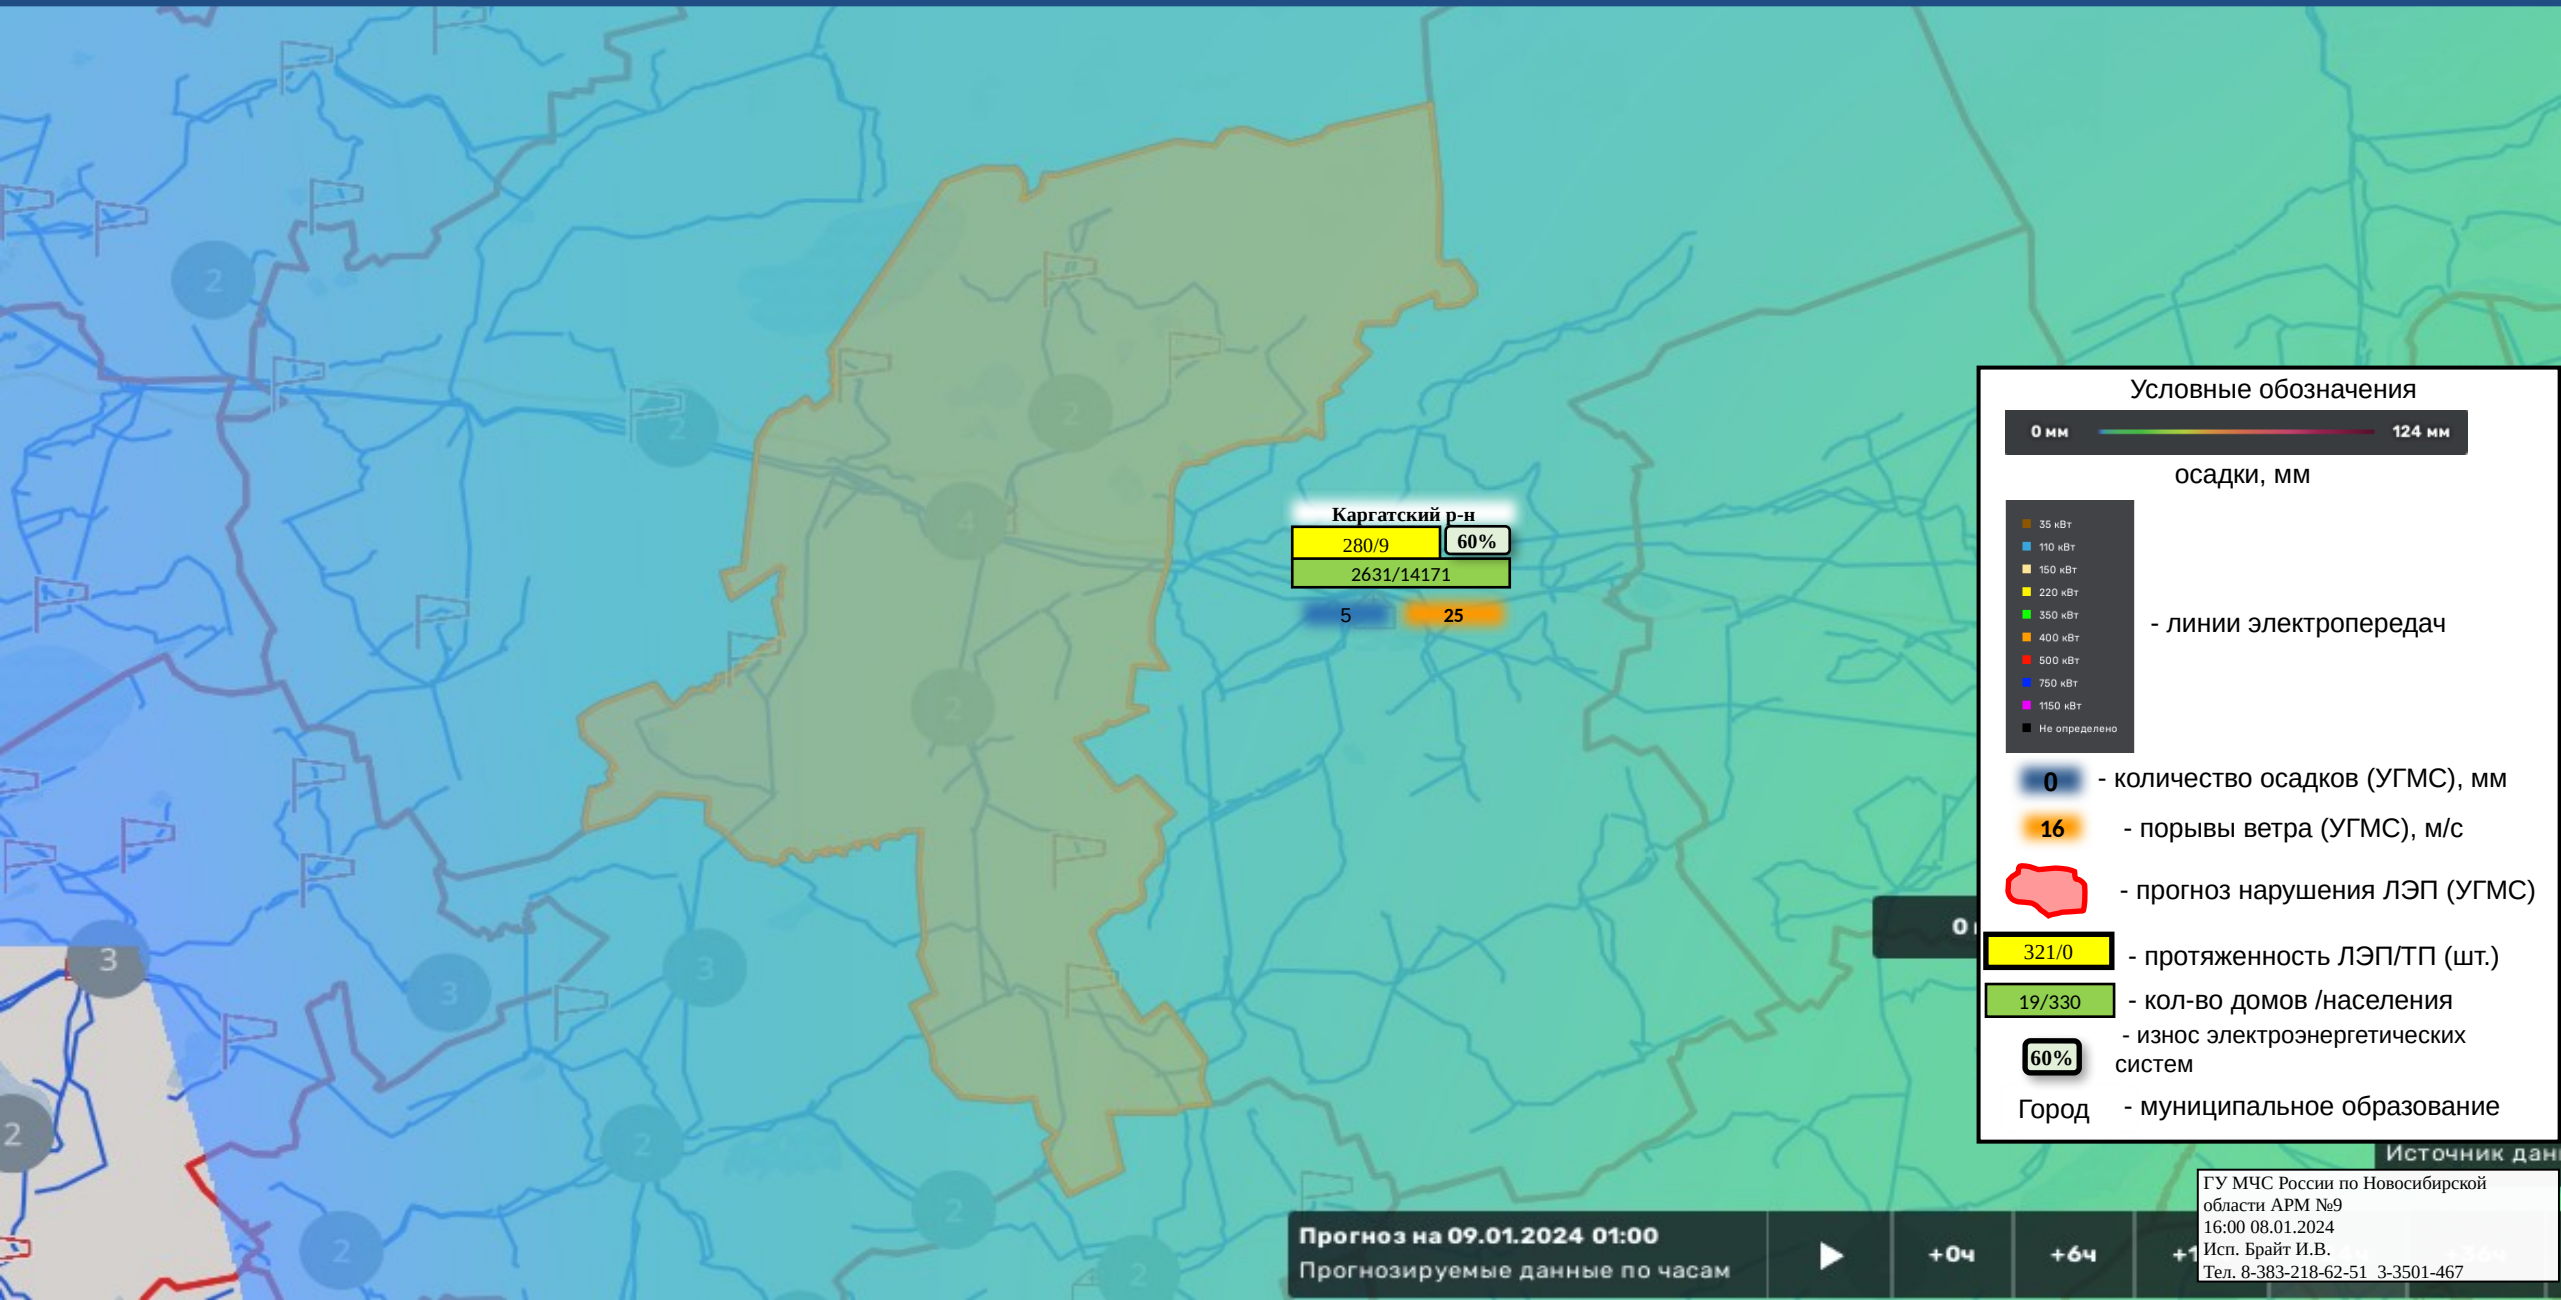 2
2
2
4
2
3
3
3
2
2
2
2
2
Каргатский р-н
280/9
60%
2631/14171
5
25
Условные обозначения
0 мм
124 мм
осадки, мм
35 кВт
110 кВт
150 кВт
220 кВт
350 кВт
400 кВт
500 кВт
750 кВт
1150 кВт
Не определено
- линии электропередач
0
- количество осадков (УГМС), мм
16
- порывы ветра (УГМС), м/с
- прогноз нарушения ЛЭП (УГМС)
0
321/0
- протяженность ЛЭП/ТП (шт.)
19/330
- кол-во домов /населения
60%
- износ электроэнергетических
систем
Город
- муниципальное образование
Источник
ГУ МЧС России по Новосибирской
области АРМ №9
16:00 08.01.2024
Исп. Брайт И.В.
Тел. 8-383-218-62-51 3-3501-467
Прогноз на 09.01.2024 01:00
Прогнозируемые данные по часам
+0ч
+6ч